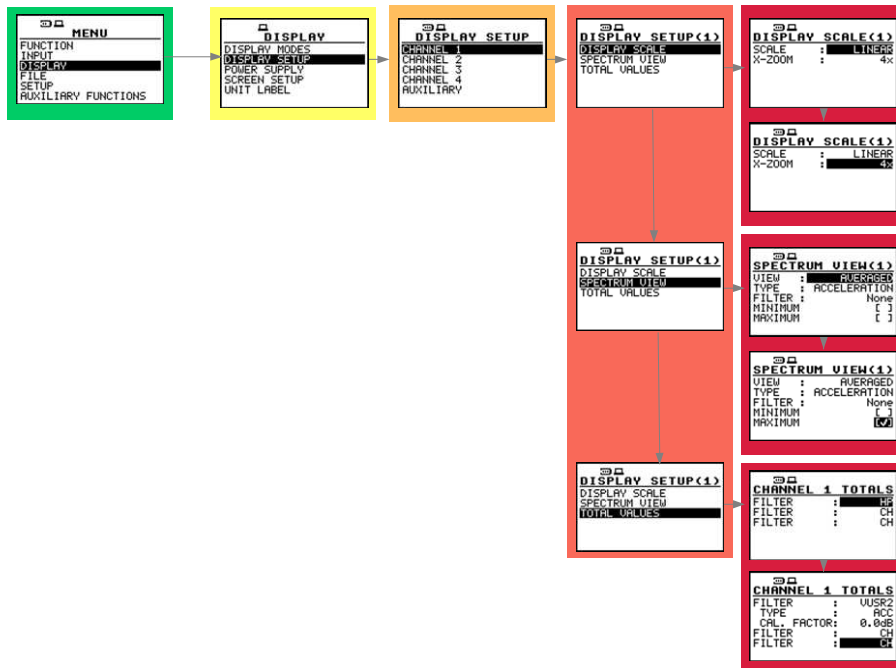 MENU
FUNCTION
INPUT
DISPLAY
FILE
SETUP
AUXILIARY FUNCTIONS
DISPLAY
DISPLAY MODES
DISPLAY SETUP
POWER SUPPLY
SCREEN SETUP
UNIT LABEL
DISPLAY SETUP
CHANNEL 1
CHANNEL 2
CHANNEL 3
CHANNEL 4
AUXILIARY
DISPLAY SETUP(1)
DISPLAY SCALE
SPECTRUM VIEW
TOTAL VALUES
DISPLAY SCALE(1)
SCALE : LINEAR
X-ZOOM : 4x
DISPLAY SCALE(1)
SCALE : LINEAR
X-ZOOM : 4x
DISPLAY SETUP(1)
DISPLAY SCALE
SPECTRUM VIEW
TOTAL VALUES
SPECTRUM VIEW(1)
VIEW : AVERAGED
TYPE : ACCELERATION
FILTER : None
MINIMUM [ ]
MAXIMUM [ ]
SPECTRUM VIEW(1)
VIEW : AVERAGED
TYPE : ACCELERATION
FILTER : None
MINIMUM [ ]
MAXIMUM [√]
DISPLAY SETUP(1)
DISPLAY SCALE
SPECTRUM VIEW
TOTAL VALUES
CHANNEL 1 TOTALS
FILTER : HP
FILTER : CH
FILTER : CH
CHANNEL 1 TOTALS
FILTER : VUSR2
TYPE : ACC
CAL. FACTOR: 0.0dB
FILTER : CH
FILTER : CH